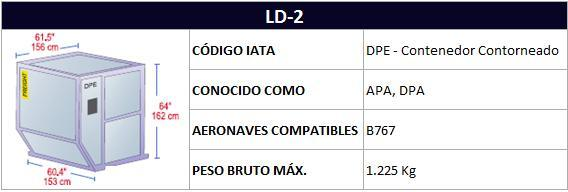 LD-2
61.5"
156 cm
FREIGHT
DPE
64"
162 cm
60.4"
153 cm
CÓDIGO IATA DPE - Contenedor Contorneado
CONOCIDO COMO APA, DPA
AERONAVES COMPATIBLES B767
PESO BRUTO MÁX. 1.225 Kg